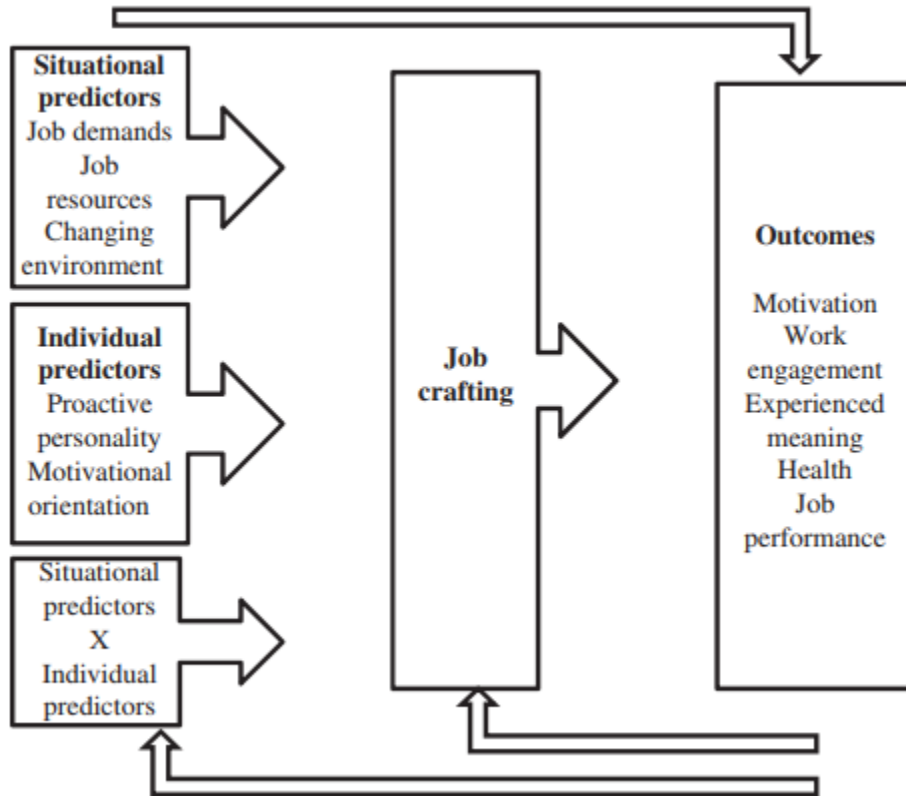 Situational
predictors
Job demands
Job
resources
Changing
environment
Individual
predictors
Proactive
personality
Motivational
orientation
Situational
predictors
X
Individual
predictors
Job
crafting
Outcomes
Motivation
Work
engagement
Experienced
meaning
Health
Job
performance